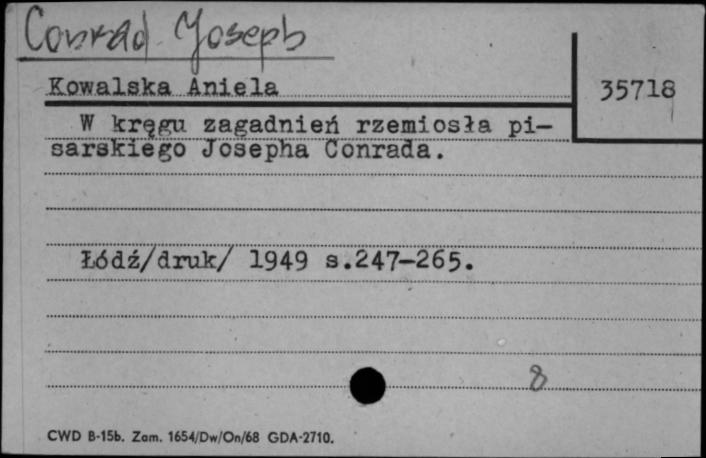 Conrad Joseph
Kowalska Aniela
35718
W kręgu zagadnień rzemiosła pi-
sarskiego Josepha Conrada.
Łódź/druk/ 1949 s.247-265.
8
CWD B-15b. Zam. 1654/Dw/On/68 GDA-2710.